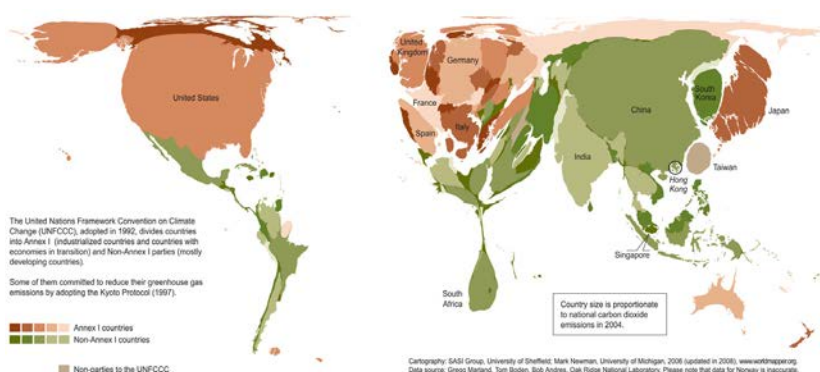 United States
United
Kingdom
Germany
France
Spain
Italy
China
South
Korea
Japan
India
Taiwan
Hong
Kong
Singapore
South
Africa
The United Nations Framework Convention on Climate
Change (UNFCCC), adopted in 1992, divides countries
into Annex I (industrialized countries and countries with
economies in transition) and Non-Annex I parties (mostly
developing countries).
Some of them committed to reduce their greenhouse gas
emissions by adopting the Kyoto Protocol (1997).
Annex I countries
Non-Annex I countries
Non-parties to the UNFCCC
Country size is proportionate
to national carbon dioxide
emissions in 2004.
Cartography: SASI Group, University of Sheffield; Mark Newman, University of Michigan, 2006 (updated in 2008), www.worldmapper.org.
Data source: Gregg Marland, Tom Boden, Bob Andres, Oak Ridge National Laboratory. Please note that data for Norway is inaccurate.